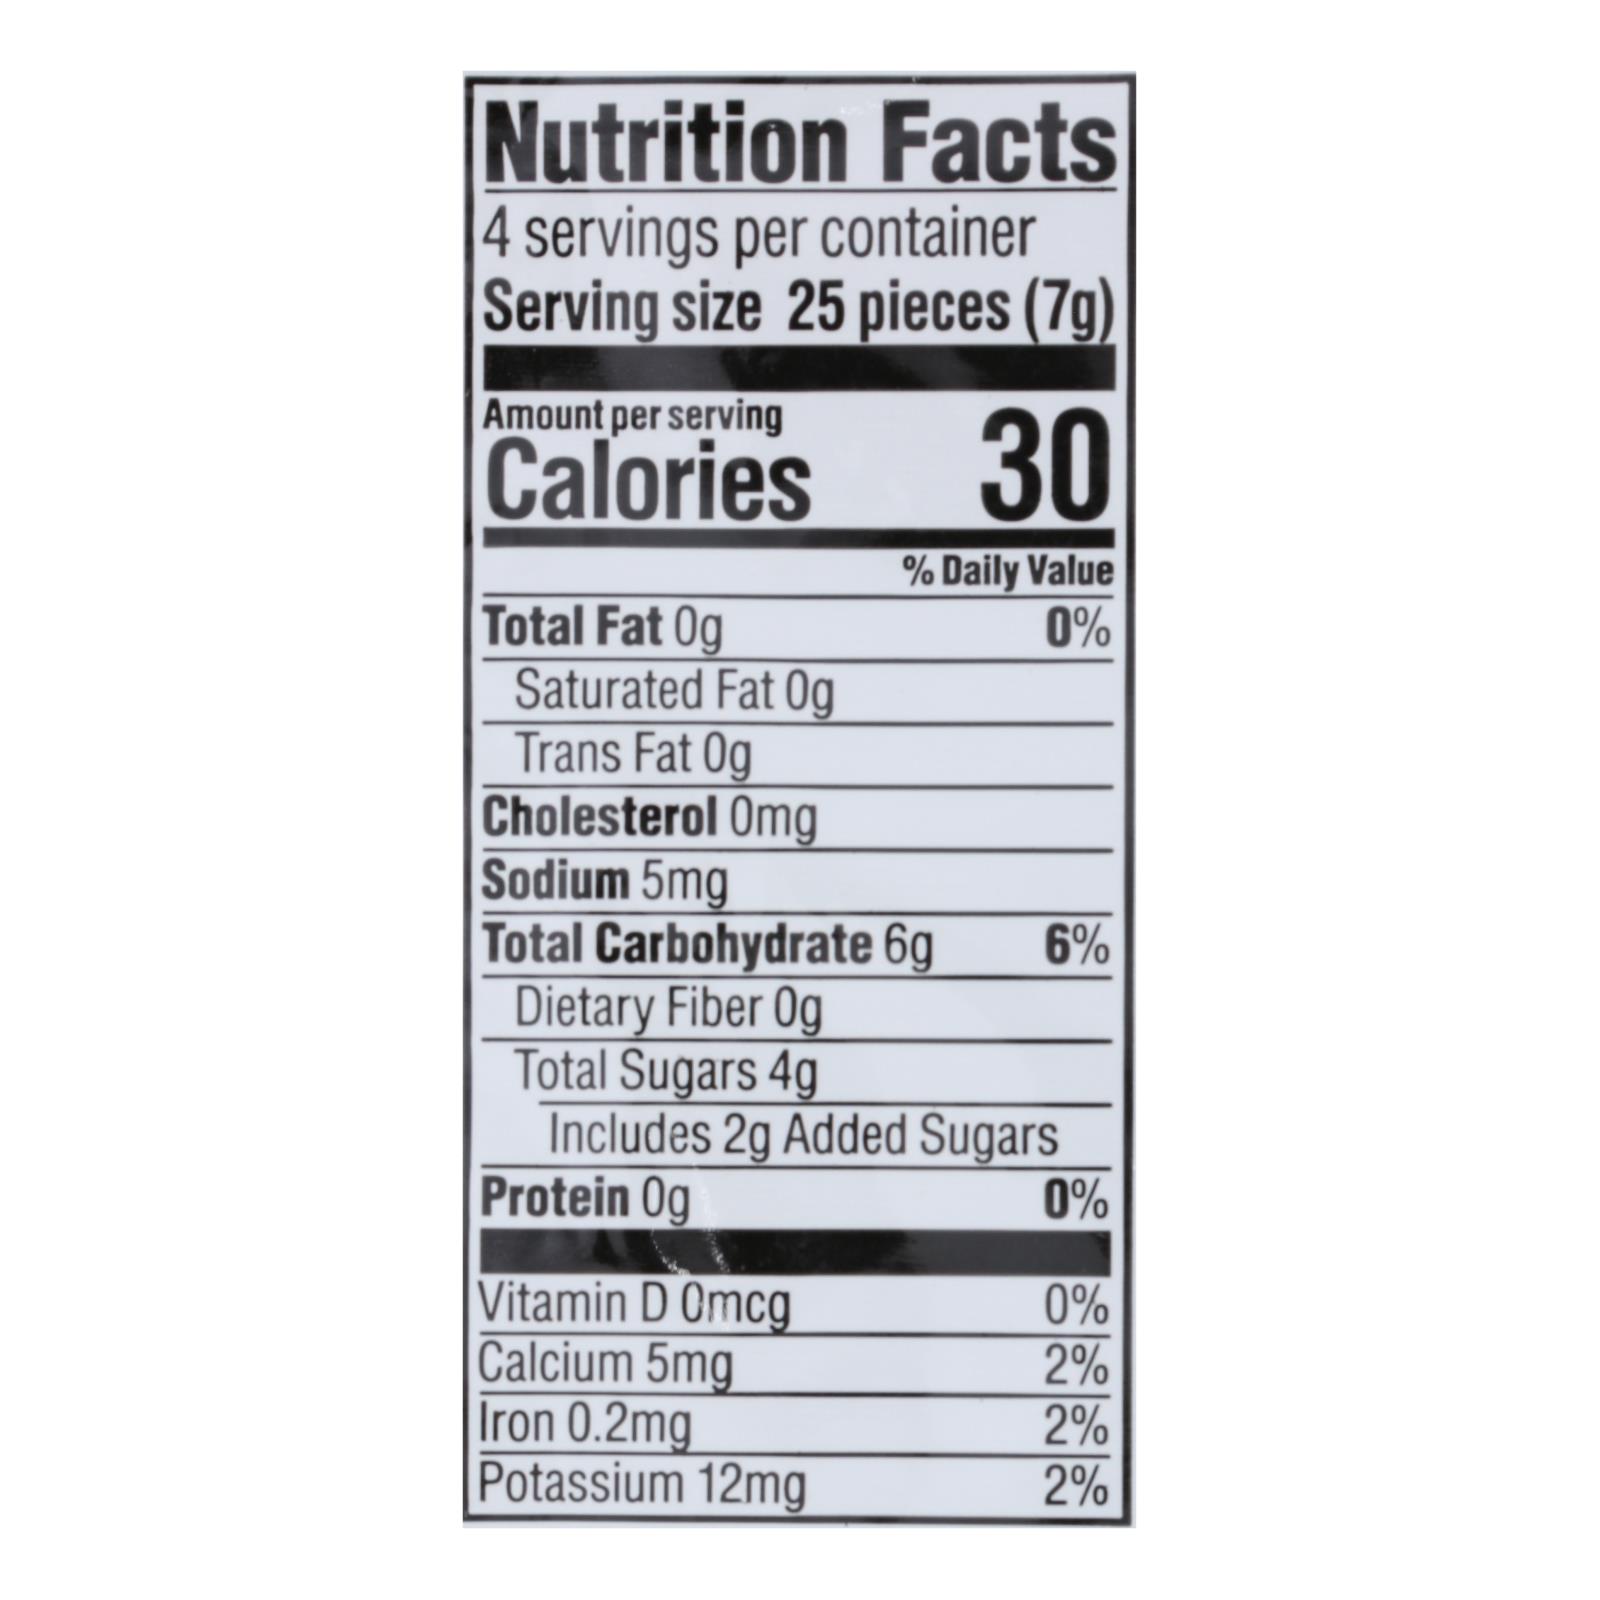 Nutrition Facts
4 servings per container
Serving size 25 pieces (7g)
Amount per serving
Calories 30
% Daily Value
Total Fat 0g 0%
Saturated Fat 0g
Trans Fat 0g
Cholesterol 0mg
Sodium 5mg
Total Carbohydrate 6g 6%
Dietary Fiber 0g
Total Sugars 4g
Includes 2g Added Sugars
Protein 0g 0%
Vitamin D 0mcg 0%
Calcium 5mg 2%
Iron 0.2mg 2%
Potassium 12mg 2%